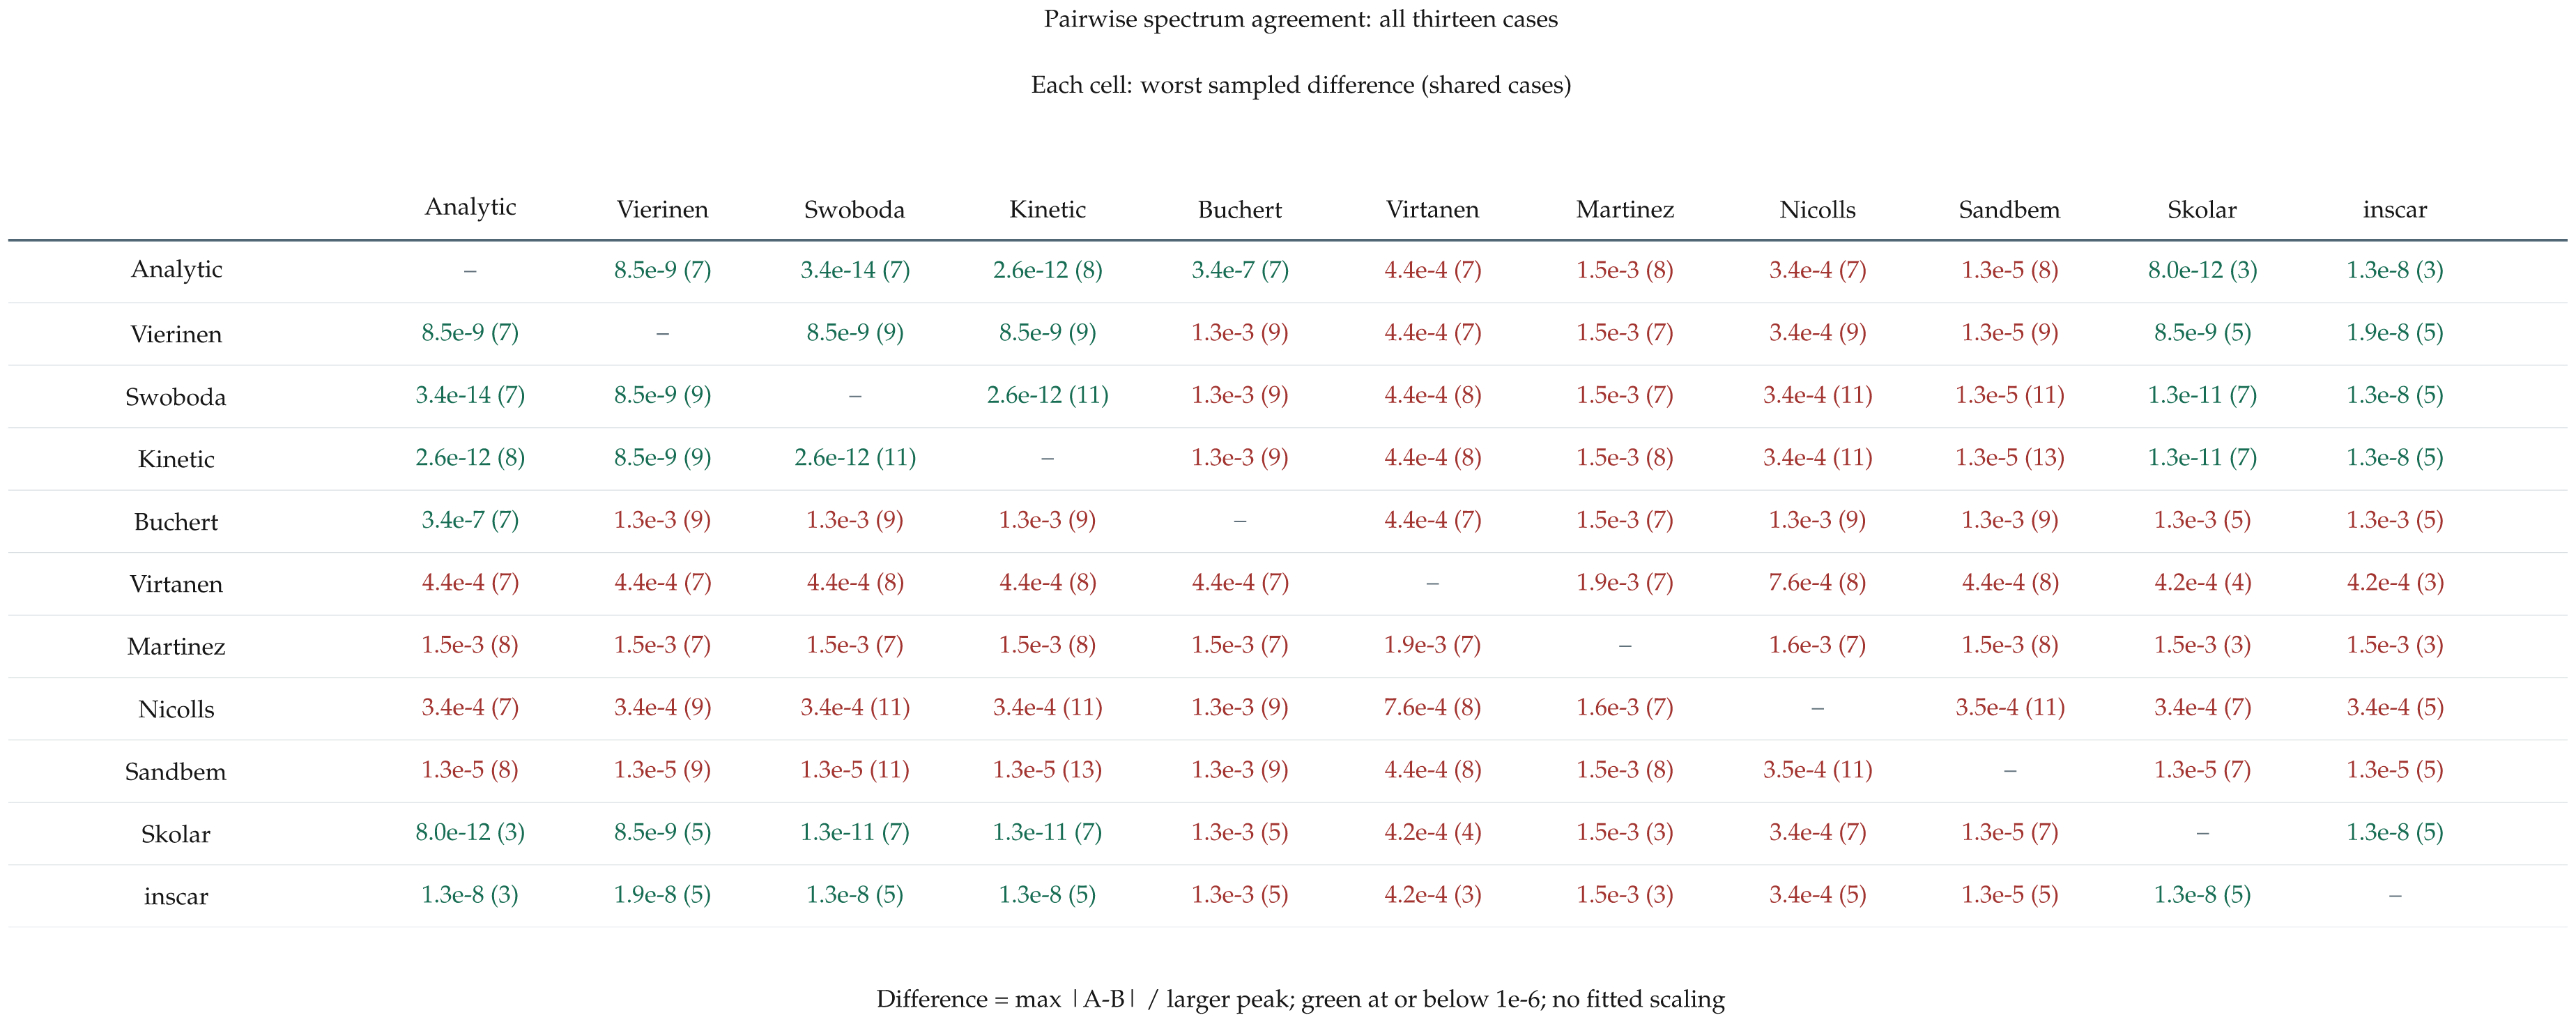 Pairwise spectrum agreement: all thirteen cases
Each cell: worst sampled difference (shared cases)
Analytic Vierinen Swoboda Kinetic Buchert Virtanen Martinez Nicolls Sandbem Skolar inscar
Analytic – 8.5e-9 (7) 3.4e-14 (7) 2.6e-12 (8) 3.4e-7 (7) 4.4e-4 (7) 1.5e-3 (8) 3.4e-4 (7) 1.3e-5 (8) 8.0e-12 (3) 1.3e-8 (3)
Vierinen 8.5e-9 (7) – 8.5e-9 (9) 8.5e-9 (9) 1.3e-3 (9) 4.4e-4 (7) 1.5e-3 (7) 3.4e-4 (9) 1.3e-5 (9) 8.5e-9 (5) 1.9e-8 (5)
Swoboda 3.4e-14 (7) 8.5e-9 (9) – 2.6e-12 (11) 1.3e-3 (9) 4.4e-4 (8) 1.5e-3 (7) 3.4e-4 (11) 1.3e-5 (11) 1.3e-11 (7) 1.3e-8 (5)
Kinetic 2.6e-12 (8) 8.5e-9 (9) 2.6e-12 (11) – 1.3e-3 (9) 4.4e-4 (8) 1.5e-3 (8) 3.4e-4 (11) 1.3e-5 (13) 1.3e-11 (7) 1.3e-8 (5)
Buchert 3.4e-7 (7) 1.3e-3 (9) 1.3e-3 (9) 1.3e-3 (9) – 4.4e-4 (7) 1.5e-3 (7) 1.3e-3 (9) 1.3e-3 (9) 1.3e-3 (5) 1.3e-3 (5)
Virtanen 4.4e-4 (7) 4.4e-4 (7) 4.4e-4 (8) 4.4e-4 (8) 4.4e-4 (7) – 1.9e-3 (7) 7.6e-4 (8) 4.4e-4 (8) 4.2e-4 (4) 4.2e-4 (3)
Martinez 1.5e-3 (8) 1.5e-3 (7) 1.5e-3 (7) 1.5e-3 (8) 1.5e-3 (7) 1.9e-3 (7) – 1.6e-3 (7) 1.5e-3 (8) 1.5e-3 (3) 1.5e-3 (3)
Nicolls 3.4e-4 (7) 3.4e-4 (9) 3.4e-4 (11) 3.4e-4 (11) 1.3e-3 (9) 7.6e-4 (8) 1.6e-3 (7) – 3.5e-4 (11) 3.4e-4 (7) 3.4e-4 (5)
Sandbem 1.3e-5 (8) 1.3e-5 (9) 1.3e-5 (11) 1.3e-5 (13) 1.3e-3 (9) 4.4e-4 (8) 1.5e-3 (8) 3.5e-4 (11) – 1.3e-5 (7) 1.3e-5 (5)
Skolar 8.0e-12 (3) 8.5e-9 (5) 1.3e-11 (7) 1.3e-11 (7) 1.3e-3 (5) 4.2e-4 (4) 1.5e-3 (3) 3.4e-4 (7) 1.3e-5 (7) – 1.3e-8 (5)
inscar 1.3e-8 (3) 1.9e-8 (5) 1.3e-8 (5) 1.3e-8 (5) 1.3e-3 (5) 4.2e-4 (3) 1.5e-3 (3) 3.4e-4 (5) 1.3e-5 (5) 1.3e-8 (5) –
Difference = max |A-B| / larger peak; green at or below 1e-6; no fitted scaling